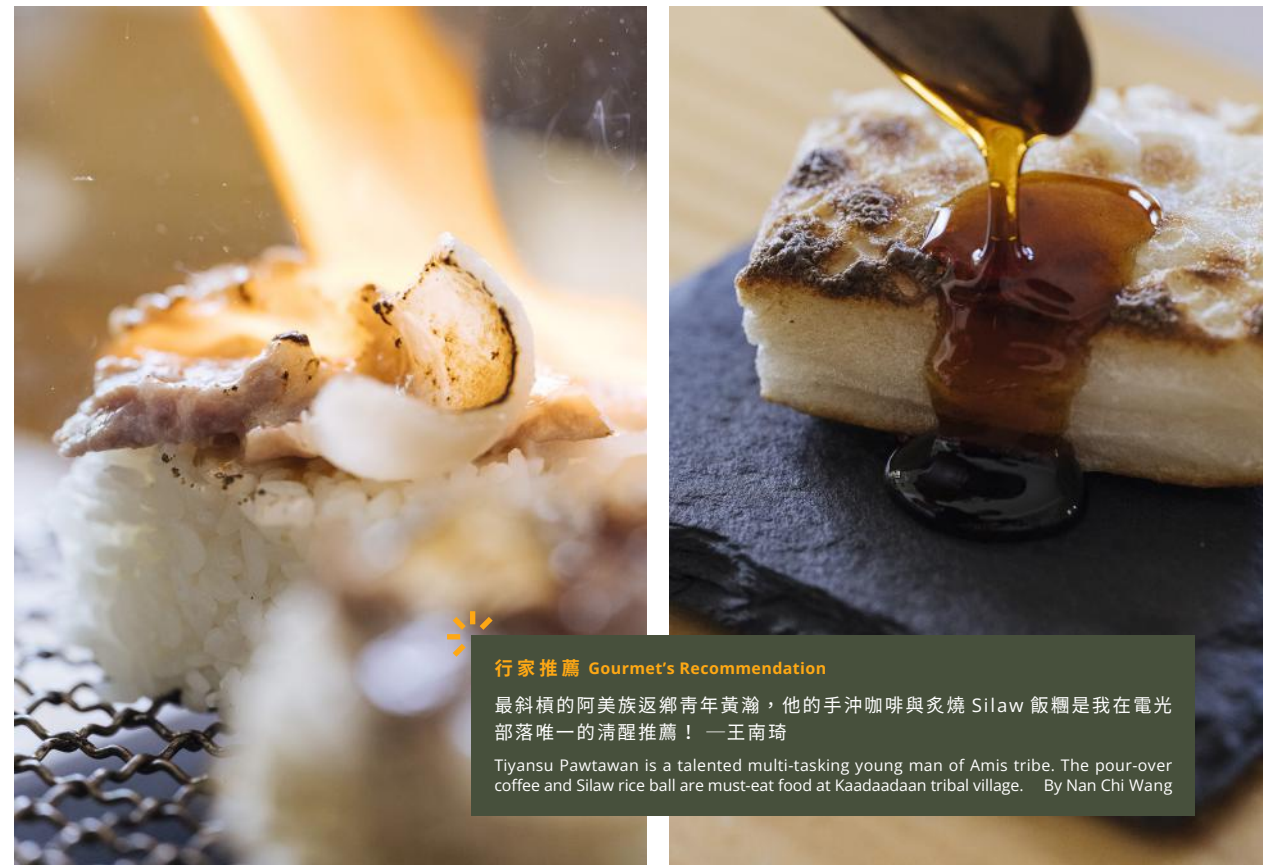 行家推薦 Gourmet’s Recommendation
最斜槓的阿美族返鄉青年黃瀚，他的手沖咖啡與炙燒 Silaw 飯糰是我在電光
部落唯一的清醒推薦！ —王南琦
Tiyansu Pawtawan is a talented multi-tasking young man of Amis tribe. The pour-over
coffee and Silaw rice ball are must-eat food at Kaadaadaan tribal village. By Nan Chi Wang